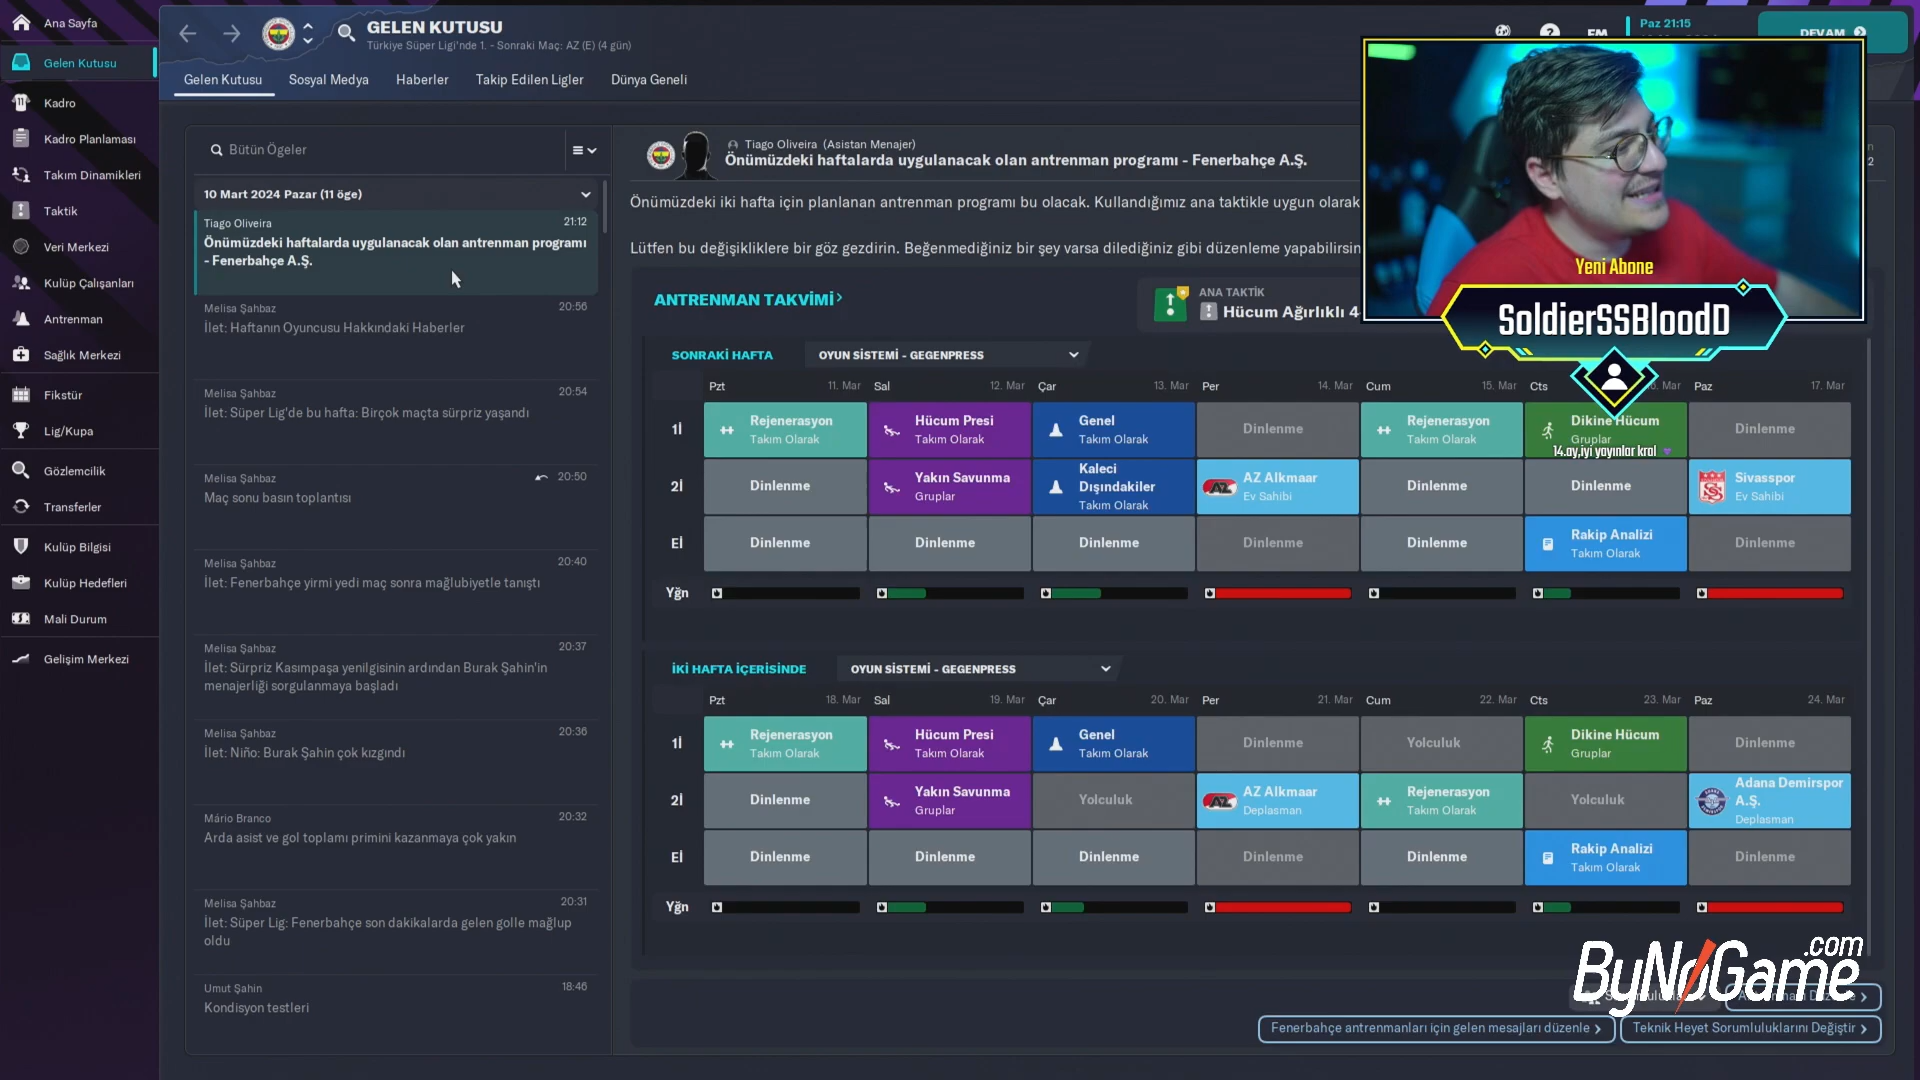 Ana Sayfa
Gelen Kutusu
Kadro
Kadro Planlaması
Takım Dinamikleri
Taktik
Veri Merkezi
Kulüp Çalışanları
Antrenman
Sağlık Merkezi
Fikstür
Lig/Kupa
Gözlemcilik
Transferler
Kulüp Bilgisi
Kulüp Hedefleri
Mali Durum
Gelişim Merkezi
GELEN KUTUSU
Türkiye Süper Ligi'nde 1. - Sonraki Maç: AZ (E) (4 gün)
FM
Paz 21:15
DEVAM
Gelen Kutusu Sosyal Medya Haberler Takip Edilen Ligler Dünya Geneli
Bütün Ögeler
10 Mart 2024 Pazar (11 öge)
Tiago Oliveira 21:12
Önümüzdeki haftalarda uygulanacak olan antrenman programı
- Fenerbahçe A.Ş.
Melisa Şahbaz 20:56
İlet: Haftanın Oyuncusu Hakkındaki Haberler
Melisa Şahbaz 20:54
İlet: Süper Lig'de bu hafta: Birçok maçta sürpriz yaşandı
Melisa Şahbaz 20:50
Maç sonu basın toplantısı
Melisa Şahbaz 20:40
İlet: Fenerbahçe yirmi yedi maç sonra mağlubiyetle tanıştı
Melisa Şahbaz 20:37
İlet: Sürpriz Kasımpaşa yenilgisinin ardından Burak Şahin'in
menajerliği sorgulanmaya başladı
Melisa Şahbaz 20:36
İlet: Niño: Burak Şahin çok kızgındı
Mário Branco 20:32
Arda asist ve gol toplamı primini kazanmaya çok yakın
Melisa Şahbaz 20:31
İlet: Süper Lig: Fenerbahçe son dakikalarda gelen golle mağlup
oldu
Umut Şahin 18:46
Kondisyon testleri
Tiago Oliveira (Asistan Menajer)
Önümüzdeki haftalarda uygulanacak olan antrenman programı - Fenerbahçe A.Ş.
Önümüzdeki iki hafta için planlanan antrenman programı bu olacak. Kullandığımız ana taktikle uygun olarak
Lütfen bu değişikliklere bir göz gezdirin. Beğenmediğiniz bir şey varsa dilediğiniz gibi düzenleme yapabilirsin
ANTRENMAN TAKVİMİ
ANA TAKTİK
Hücum Ağırlıklı 4
Yeni Abone
SoldierSSBloodD
14.ay,iyi yayınlar kral
SONRAKİ HAFTA OYUN SİSTEMİ - GEGENPRESS
Pzt 11. Mar Sal 12. Mar Çar 13. Mar Per 14. Mar Cum 15. Mar Cts Mar Paz 17. Mar
1İ Rejenerasyon Takım Olarak Hücum Presi Takım Olarak Genel Takım Olarak Dinlenme Rejenerasyon Takım Olarak Dikine Hücum Gruplar Dinlenme
2İ Dinlenme Yakın Savunma Gruplar Kaleci Dışındakiler Takım Olarak AZ Alkmaar Ev Sahibi Dinlenme Dinlenme Sivasspor Ev Sahibi
Eİ Dinlenme Dinlenme Dinlenme Dinlenme Dinlenme Rakip Analizi Takım Olarak Dinlenme
Yğn
İKİ HAFTA İÇERİSİNDE OYUN SİSTEMİ - GEGENPRESS
Pzt 18. Mar Sal 19. Mar Çar 20. Mar Per 21. Mar Cum 22. Mar Cts 23. Mar Paz 24. Mar
1İ Rejenerasyon Takım Olarak Hücum Presi Takım Olarak Genel Takım Olarak Dinlenme Yolculuk Dikine Hücum Gruplar Dinlenme
2İ Dinlenme Yakın Savunma Gruplar Yolculuk AZ Alkmaar Deplasman Rejenerasyon Takım Olarak Yolculuk Adana Demirspor A.Ş. Deplasman
Eİ Dinlenme Dinlenme Dinlenme Dinlenme Dinlenme Rakip Analizi Takım Olarak Dinlenme
Yğn
ByNoGame.com
Fenerbahçe antrenmanları için gelen mesajları düzenle
Teknik Heyet Sorumluluklarını Değiştir